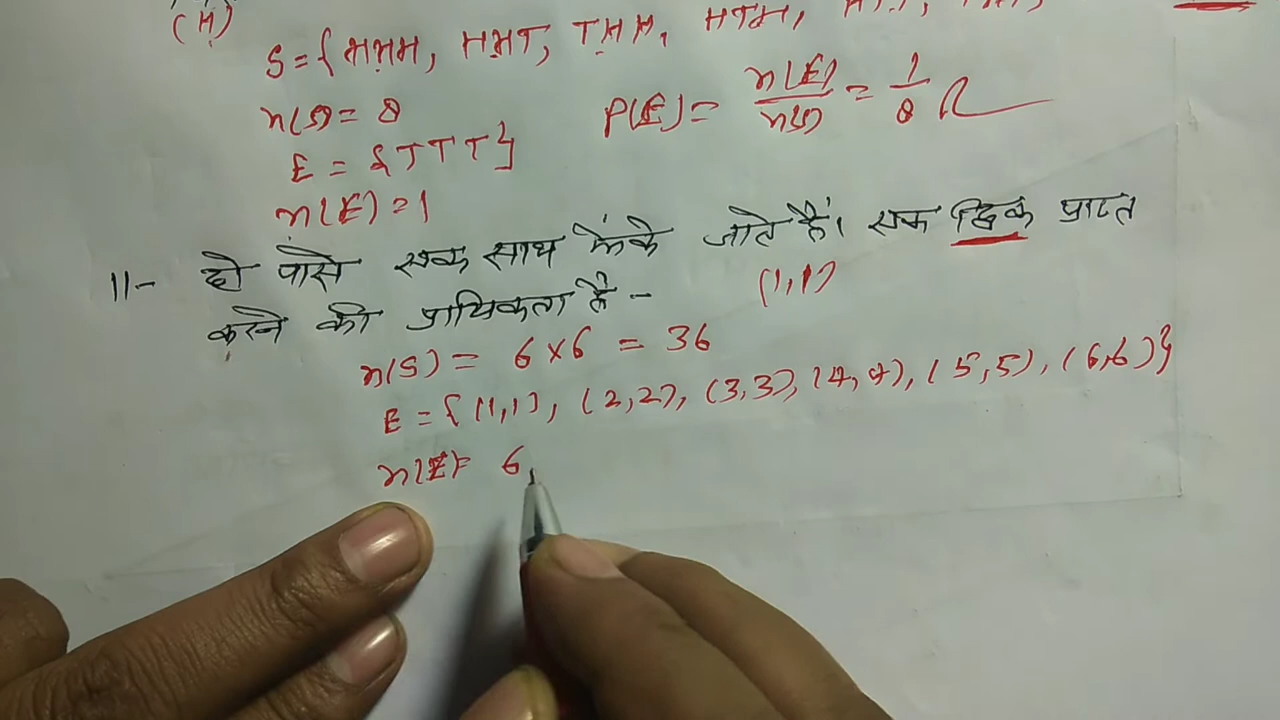 (H)
S={HHH, HHT, THH, HTH,
n(S)= 8
P(E)= n(E)/n(S) = 1/8
E = {TTT}
n(E)=1
11- दो पांसे एक साथ फेंके जाते हैं। एक द्विक प्राप्त
करने की प्रायिकता है -
(1,1)
n(S) = 6×6 = 36
E = { (1,1), (2,2), (3,3), (4,4), (5,5), (6,6)}
n(E)= 6